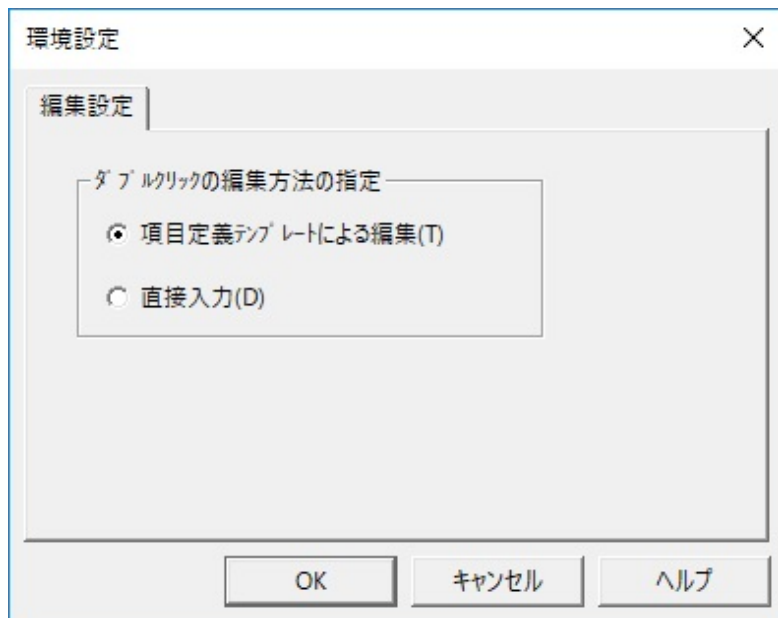 環境設定
編集設定
ﾀﾞﾌﾞﾙｸﾘｯｸの編集方法の指定
項目定義ﾃﾝﾌﾟﾚｰﾄによる編集(T)
直接入力(D)
OK
キャンセル
ヘルプ